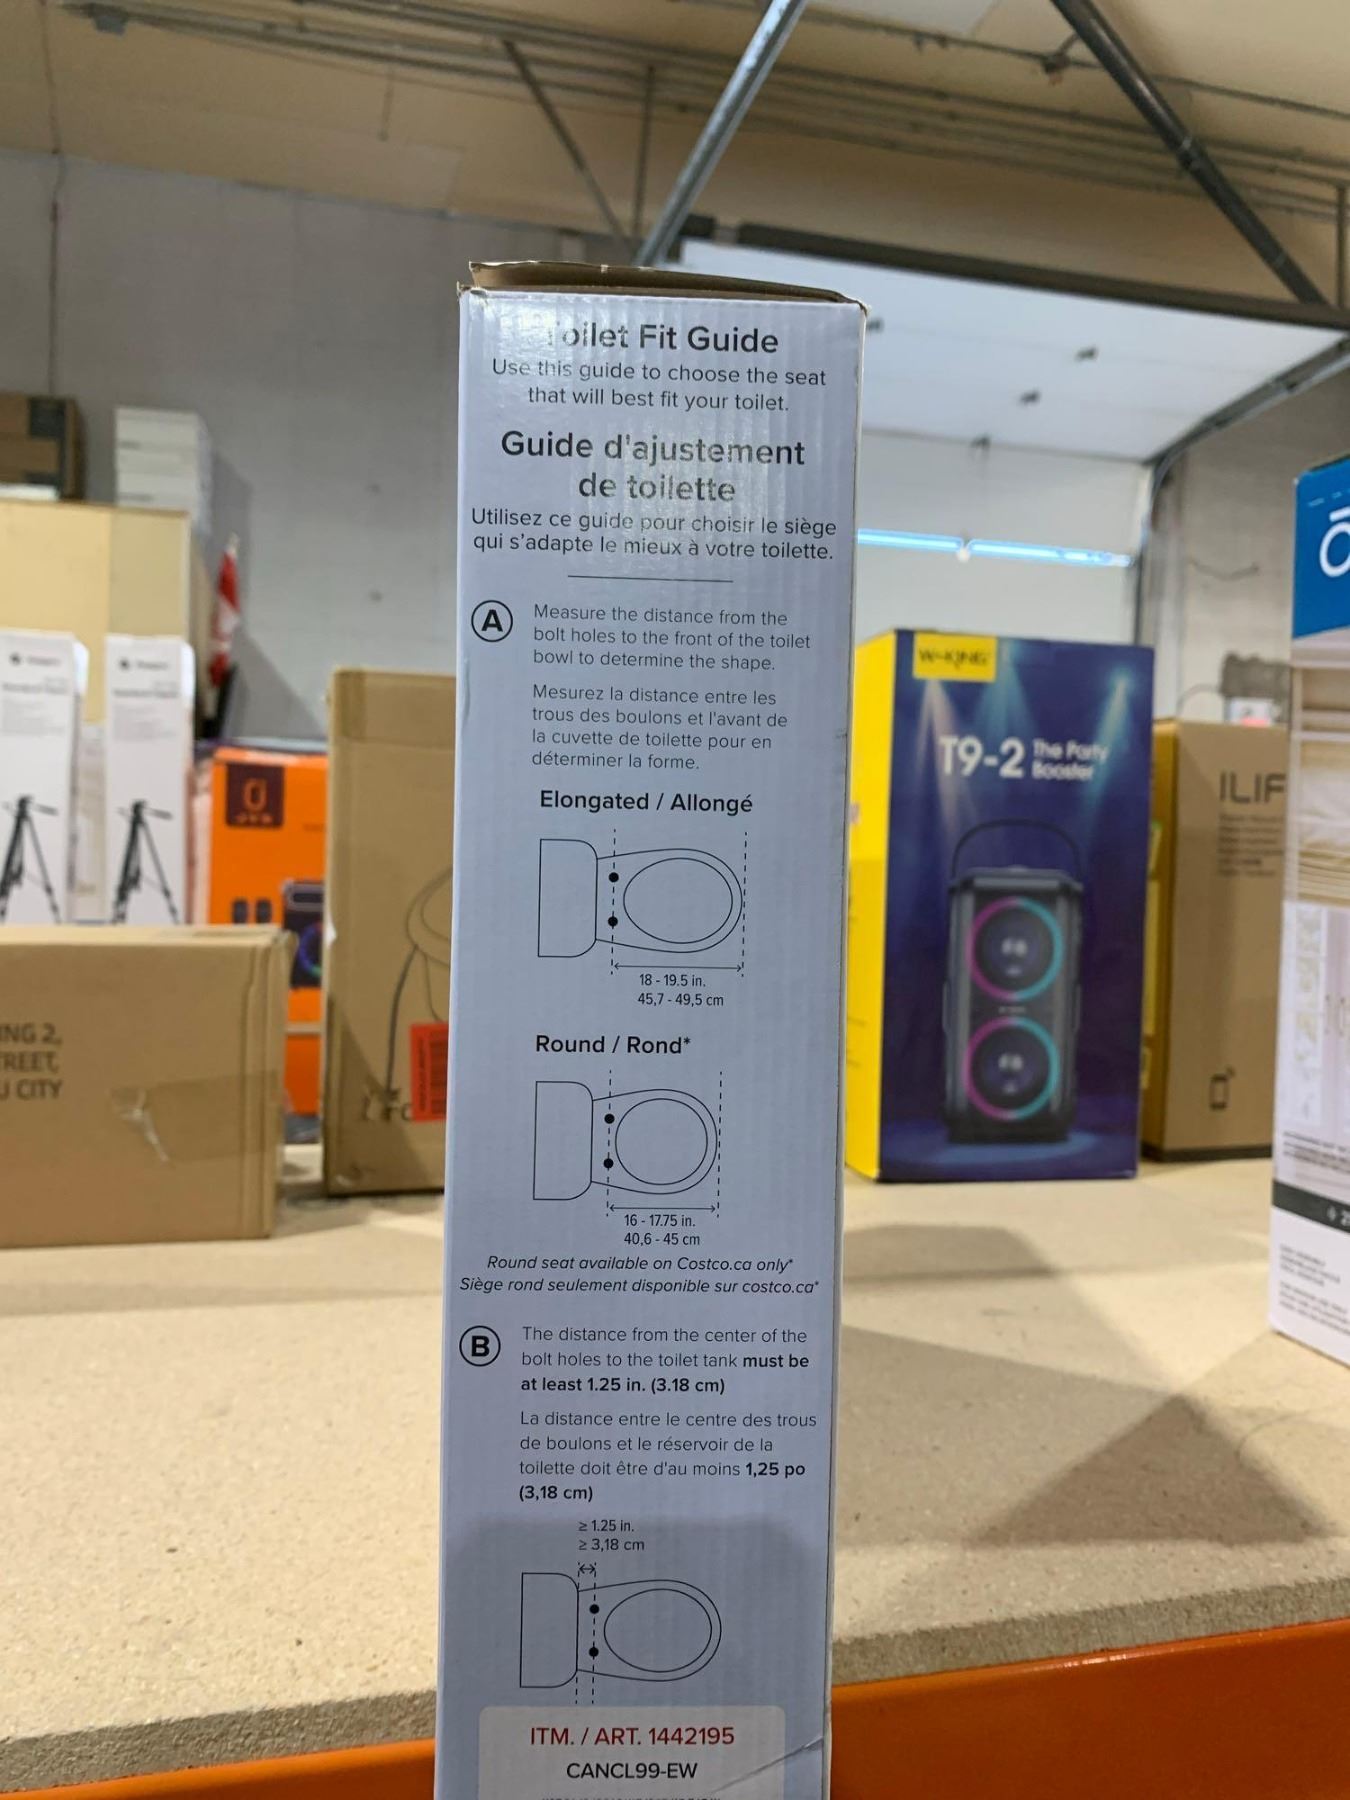 Toilet Fit Guide
Use this guide to choose the seat
that will best fit your toilet.
Guide d'ajustement
de toilette
Utilisez ce guide pour choisir le siège
qui s'adapte le mieux à votre toilette.
A
Measure the distance from the
bolt holes to the front of the toilet
bowl to determine the shape.
Mesurez la distance entre les
trous des boulons et l'avant de
la cuvette de toilette pour en
déterminer la forme.
Elongated / Allongé
18 - 19.5 in.
45,7 - 49,5 cm
Round / Rond*
16 - 17.75 in.
40,6 - 45 cm
Round seat available on Costco.ca only*
Siège rond seulement disponible sur costco.ca*
B
The distance from the center of the
bolt holes to the toilet tank must be
at least 1.25 in. (3.18 cm)
La distance entre le centre des trous
de boulons et le réservoir de la
toilette doit être d'au moins 1,25 po
(3,18 cm)
≥ 1.25 in.
≥ 3,18 cm
ITM. / ART. 1442195
CANCL99-EW
W-KING
T9-2
The Party
Booster
ILIF
ING 2,
REET,
U CITY